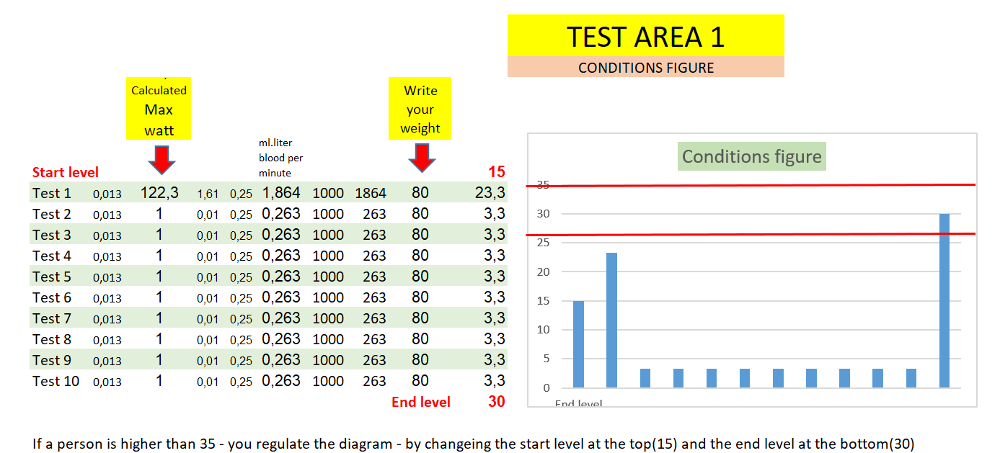 TEST AREA 1
CONDITIONS FIGURE
Calculated
Max
watt
Write
your
weight
ml.liter
blood per
minute
Start level 15
Test 1 0,013 122,3 1,61 0,25 1,864 1000 1864 80 23,3
Test 2 0,013 1 0,01 0,25 0,263 1000 263 80 3,3
Test 3 0,013 1 0,01 0,25 0,263 1000 263 80 3,3
Test 4 0,013 1 0,01 0,25 0,263 1000 263 80 3,3
Test 5 0,013 1 0,01 0,25 0,263 1000 263 80 3,3
Test 6 0,013 1 0,01 0,25 0,263 1000 263 80 3,3
Test 7 0,013 1 0,01 0,25 0,263 1000 263 80 3,3
Test 8 0,013 1 0,01 0,25 0,263 1000 263 80 3,3
Test 9 0,013 1 0,01 0,25 0,263 1000 263 80 3,3
Test 10 0,013 1 0,01 0,25 0,263 1000 263 80 3,3
End level 30
Conditions figure
35
30
25
20
15
10
5
0
End level
If a person is higher than 35 - you regulate the diagram - by changeing the start level at the top(15) and the end level at the bottom(30)